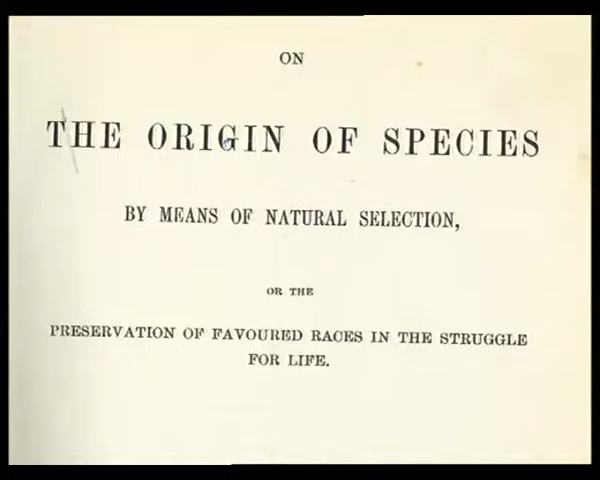 ON
THE ORIGIN OF SPECIES
BY MEANS OF NATURAL SELECTION,
OR THE
PRESERVATION OF FAVOURED RACES IN THE STRUGGLE
FOR LIFE.